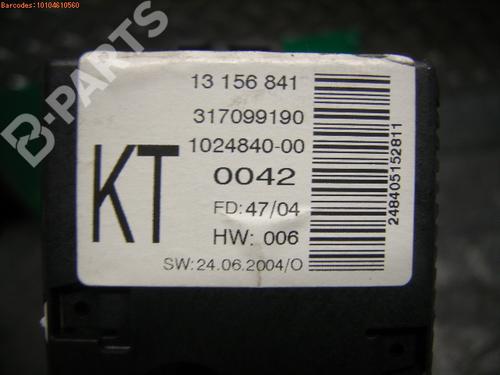 Barcodes: 10104610560
B-PARTS
13 156 841
317099190
1024840-00
0042
KT
FD: 47/04
HW: 006
SW: 24.06.2004/O
248405152811